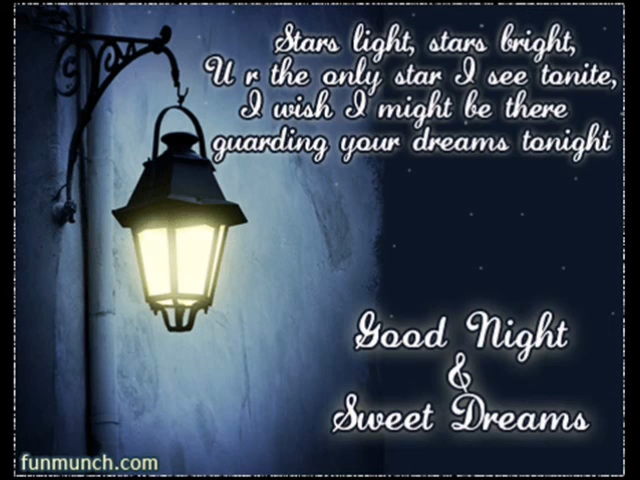 Stars light, stars bright,
U r the only star I see tonite,
I wish I might be there
guarding your dreams tonight
Good Night
&
Sweet Dreams
funmunch.com